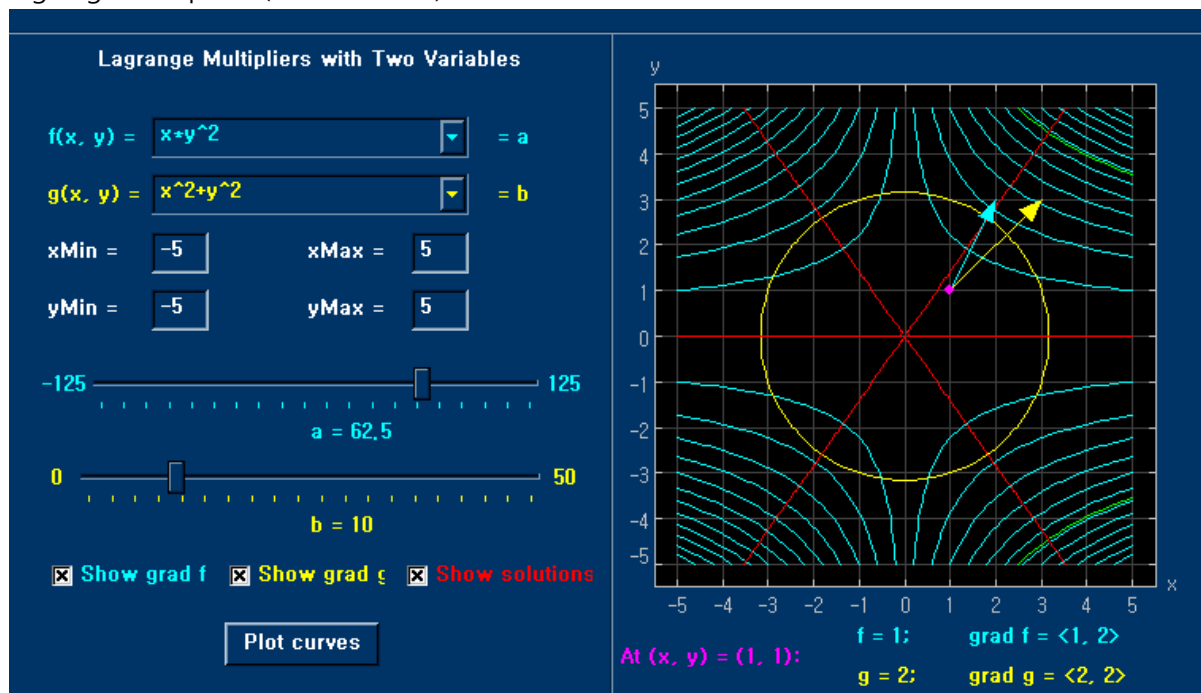 Lagrange Multipliers with Two Variables
f(x, y) = x*y^2 = a
g(x, y) = x^2+y^2 = b
xMin = -5 xMax = 5
yMin = -5 yMax = 5
-125 125
a = 62.5
0 50
b = 10
Show grad f Show grad g Show solutions
Plot curves
y
5
4
3
2
1
0
-1
-2
-3
-4
-5
-5 -4 -3 -2 -1 0 1 2 3 4 5
x
At (x, y) = (1, 1):
f = 1; grad f = <1, 2>
g = 2; grad g = <2, 2>